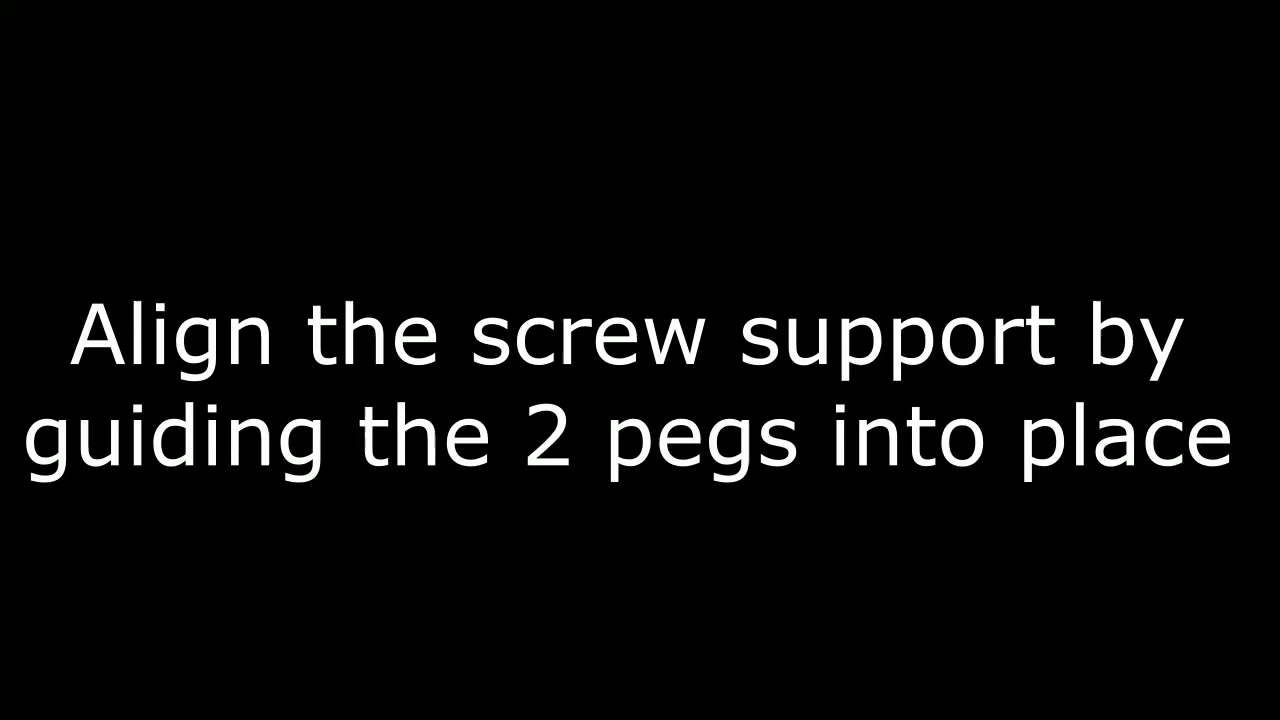 Align the screw support by
guiding the 2 pegs into place